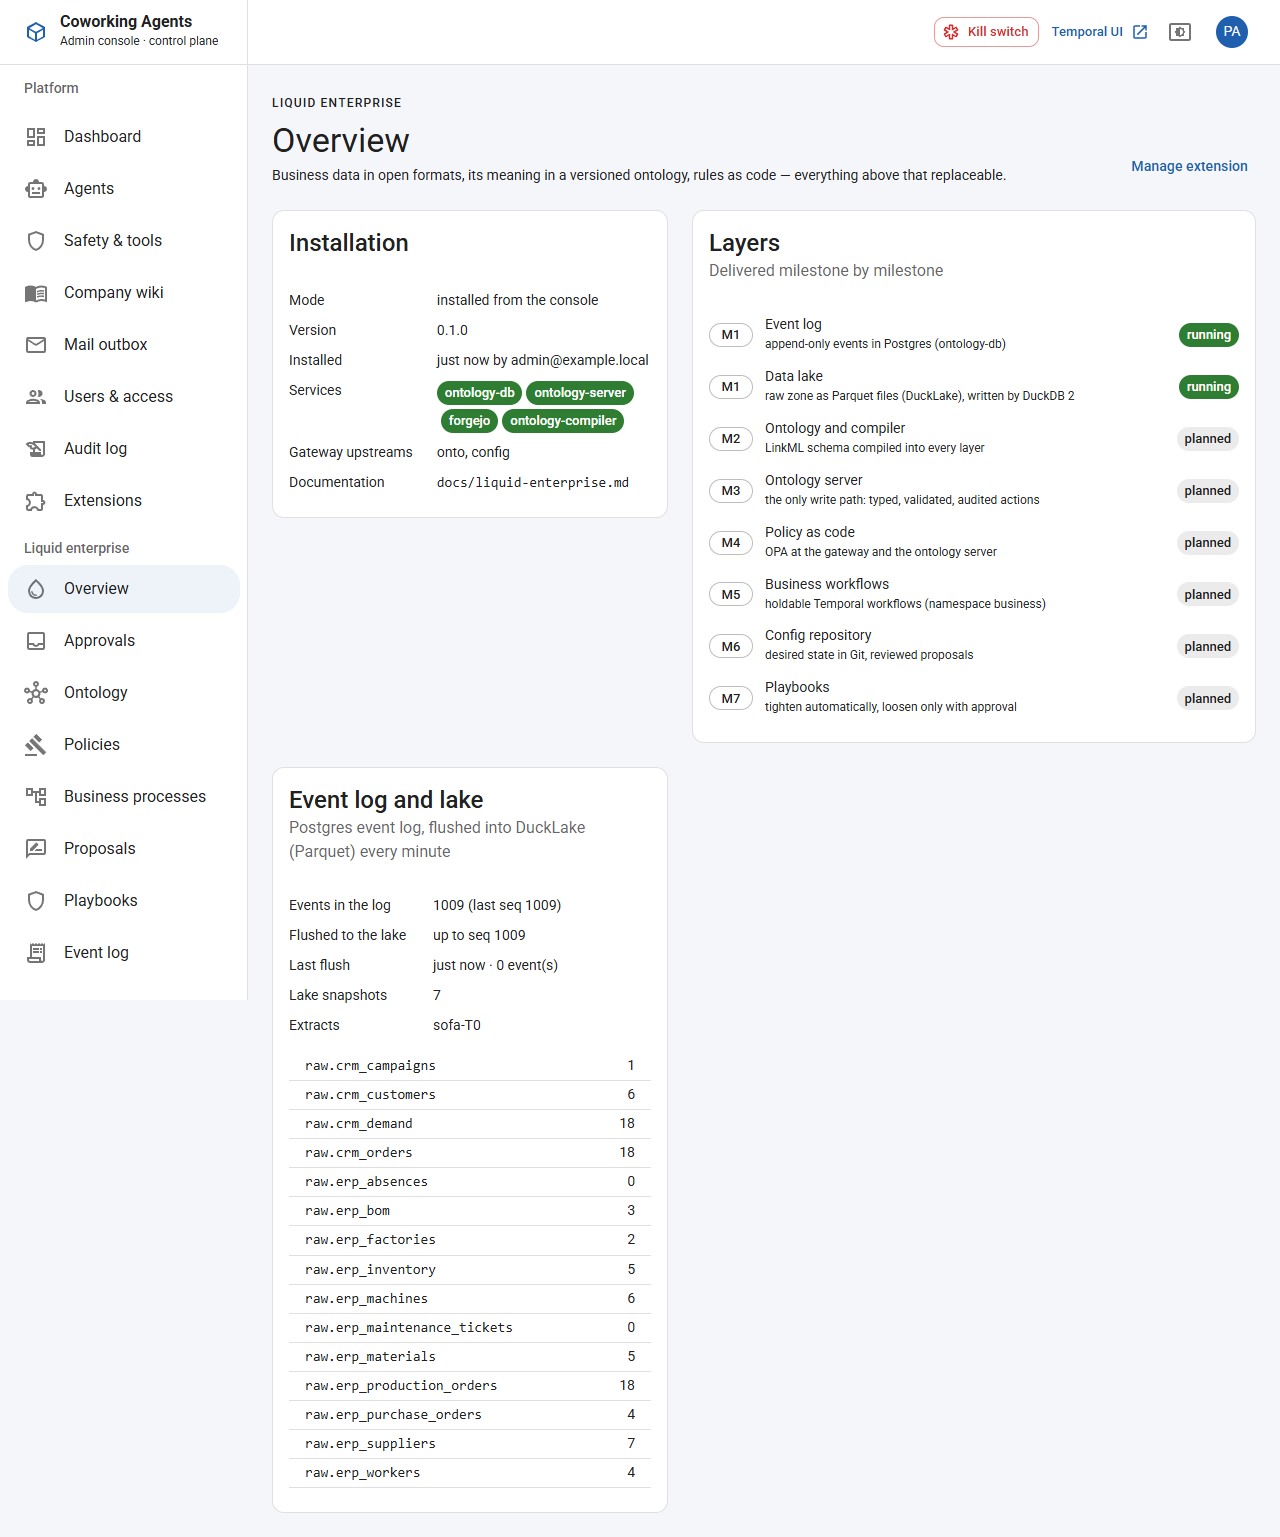 Coworking Agents
Admin console · control plane
Kill switch
Temporal UI
PA
Platform
Dashboard
Agents
Safety & tools
Company wiki
Mail outbox
Users & access
Audit log
Extensions
Liquid enterprise
Overview
Approvals
Ontology
Policies
Business processes
Proposals
Playbooks
Event log
LIQUID ENTERPRISE
Overview
Business data in open formats, its meaning in a versioned ontology, rules as code — everything above that replaceable.
Manage extension
Installation
Mode installed from the console
Version 0.1.0
Installed just now by admin@example.local
Services ontology-db ontology-server
forgejo ontology-compiler
Gateway upstreams onto, config
Documentation docs/liquid-enterprise.md
Layers
Delivered milestone by milestone
M1 Event log running
append-only events in Postgres (ontology-db)
M1 Data lake running
raw zone as Parquet files (DuckLake), written by DuckDB 2
M2 Ontology and compiler planned
LinkML schema compiled into every layer
M3 Ontology server planned
the only write path: typed, validated, audited actions
M4 Policy as code planned
OPA at the gateway and the ontology server
M5 Business workflows planned
holdable Temporal workflows (namespace business)
M6 Config repository planned
desired state in Git, reviewed proposals
M7 Playbooks planned
tighten automatically, loosen only with approval
Event log and lake
Postgres event log, flushed into DuckLake
(Parquet) every minute
Events in the log 1009 (last seq 1009)
Flushed to the lake up to seq 1009
Last flush just now · 0 event(s)
Lake snapshots 7
Extracts sofa-T0
raw.crm_campaigns 1
raw.crm_customers 6
raw.crm_demand 18
raw.crm_orders 18
raw.erp_absences 0
raw.erp_bom 3
raw.erp_factories 2
raw.erp_inventory 5
raw.erp_machines 6
raw.erp_maintenance_tickets 0
raw.erp_materials 5
raw.erp_production_orders 18
raw.erp_purchase_orders 4
raw.erp_suppliers 7
raw.erp_workers 4